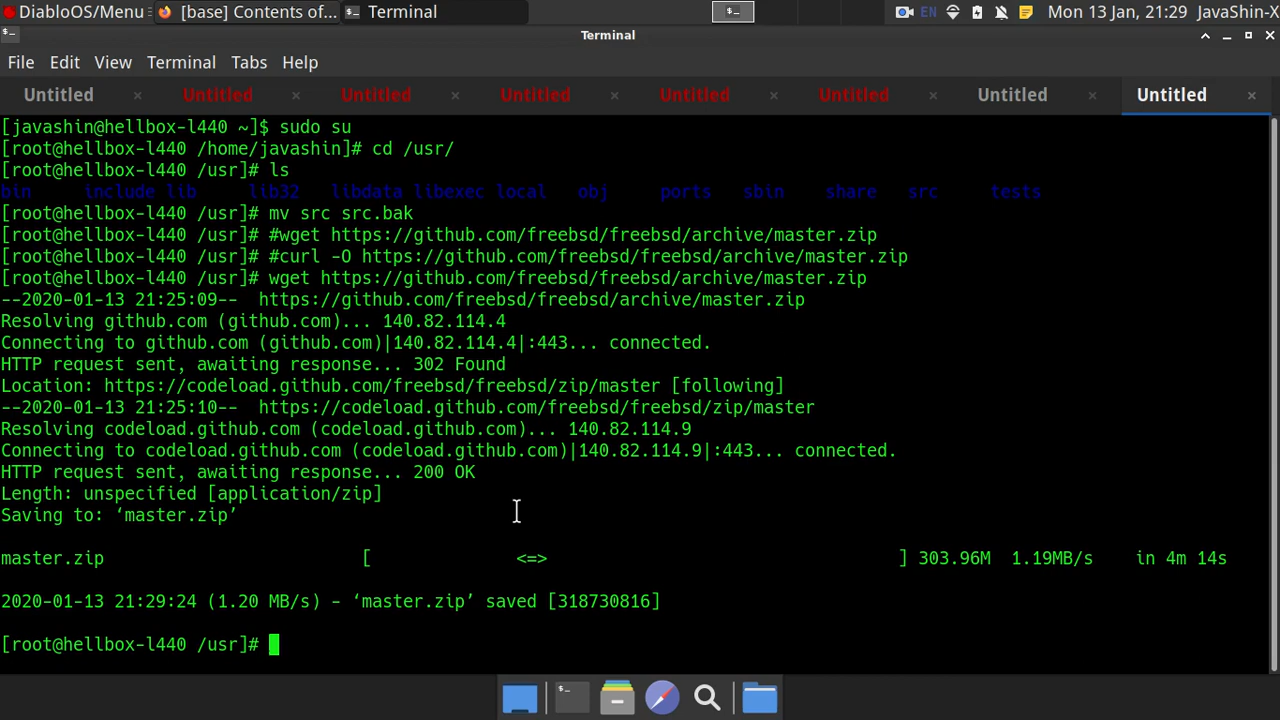 DiabloOS/Menu [base] Contents of... Terminal EN Mon 13 Jan, 21:29 JavaShin-X
Terminal
File Edit View Terminal Tabs Help
Untitled × Untitled × Untitled × Untitled × Untitled × Untitled × Untitled × Untitled ×
[javashin@hellbox-l440 ~]$ sudo su
[root@hellbox-l440 /home/javashin]# cd /usr/
[root@hellbox-l440 /usr]# ls
bin include lib lib32 libdata libexec local obj ports sbin share src tests
[root@hellbox-l440 /usr]# mv src src.bak
[root@hellbox-l440 /usr]# #wget https://github.com/freebsd/freebsd/archive/master.zip
[root@hellbox-l440 /usr]# #curl -O https://github.com/freebsd/freebsd/archive/master.zip
[root@hellbox-l440 /usr]# wget https://github.com/freebsd/freebsd/archive/master.zip
--2020-01-13 21:25:09-- https://github.com/freebsd/freebsd/archive/master.zip
Resolving github.com (github.com)... 140.82.114.4
Connecting to github.com (github.com)|140.82.114.4|:443... connected.
HTTP request sent, awaiting response... 302 Found
Location: https://codeload.github.com/freebsd/freebsd/zip/master [following]
--2020-01-13 21:25:10-- https://codeload.github.com/freebsd/freebsd/zip/master
Resolving codeload.github.com (codeload.github.com)... 140.82.114.9
Connecting to codeload.github.com (codeload.github.com)|140.82.114.9|:443... connected.
HTTP request sent, awaiting response... 200 OK
Length: unspecified [application/zip]
Saving to: ‘master.zip’
master.zip [ <=> ] 303.96M 1.19MB/s in 4m 14s
2020-01-13 21:29:24 (1.20 MB/s) - ‘master.zip’ saved [318730816]
[root@hellbox-l440 /usr]#